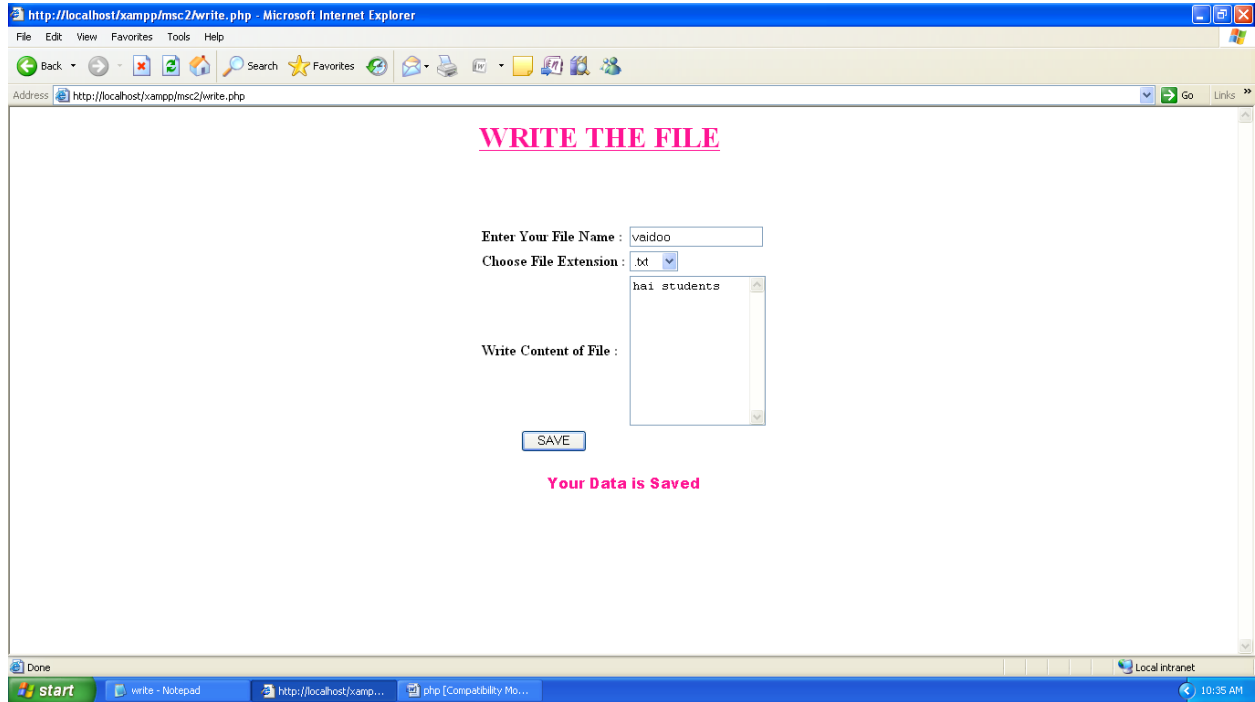 http://localhost/xampp/msc2/write.php - Microsoft Internet Explorer
File Edit View Favorites Tools Help
Back Search Favorites
Address http://localhost/xampp/msc2/write.php Go Links »
WRITE THE FILE
Enter Your File Name : vaidoo
Choose File Extension : .txt
hai students
Write Content of File :
SAVE
Your Data is Saved
Done Local intranet
start write - Notepad http://localhost/xamp... php [Compatibility Mo... 10:35 AM